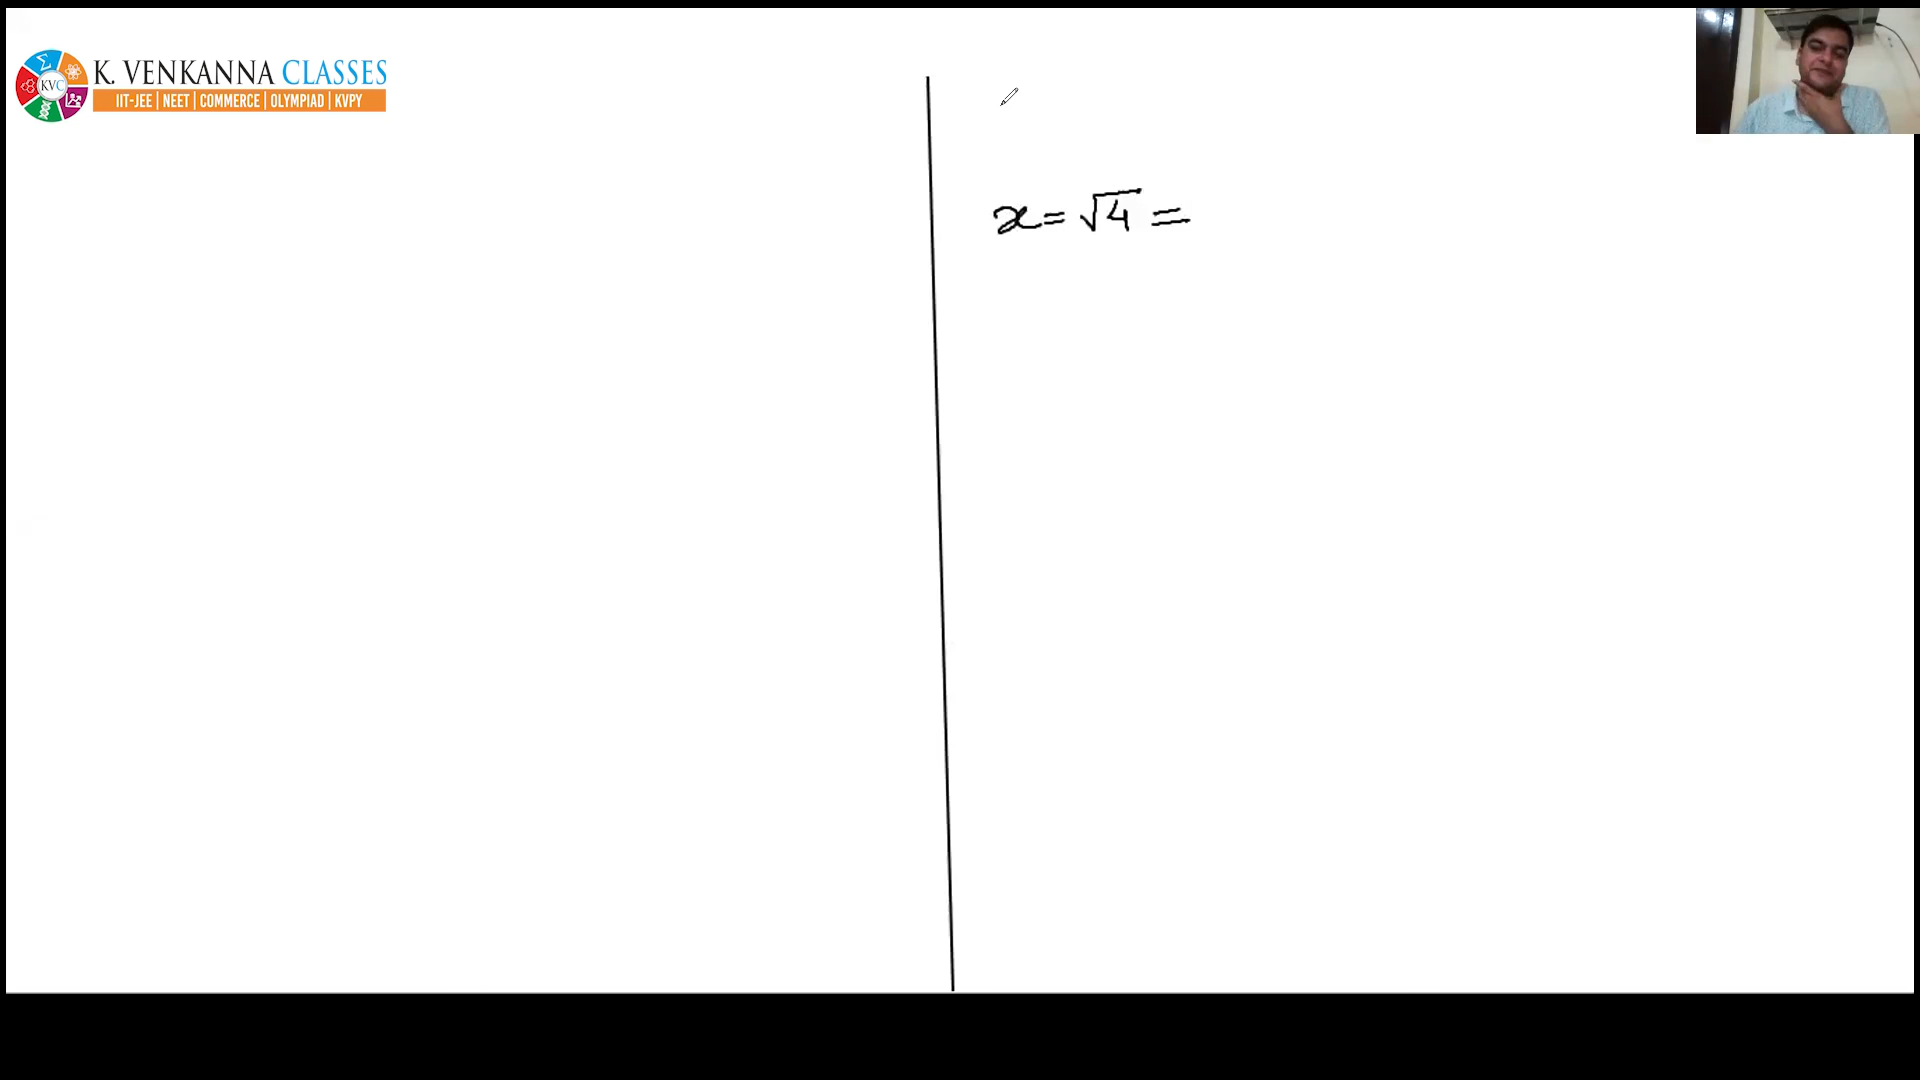 KVC
K. VENKANNA CLASSES
IIT-JEE | NEET | COMMERCE | OLYMPIAD | KVPY
x = √4 =